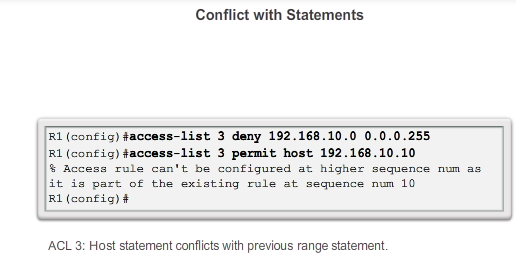 Conflict with Statements
R1(config)#access-list 3 deny 192.168.10.0 0.0.0.255
R1(config)#access-list 3 permit host 192.168.10.10
% Access rule can't be configured at higher sequence num as
it is part of the existing rule at sequence num 10
R1(config)#
ACL 3: Host statement conflicts with previous range statement.